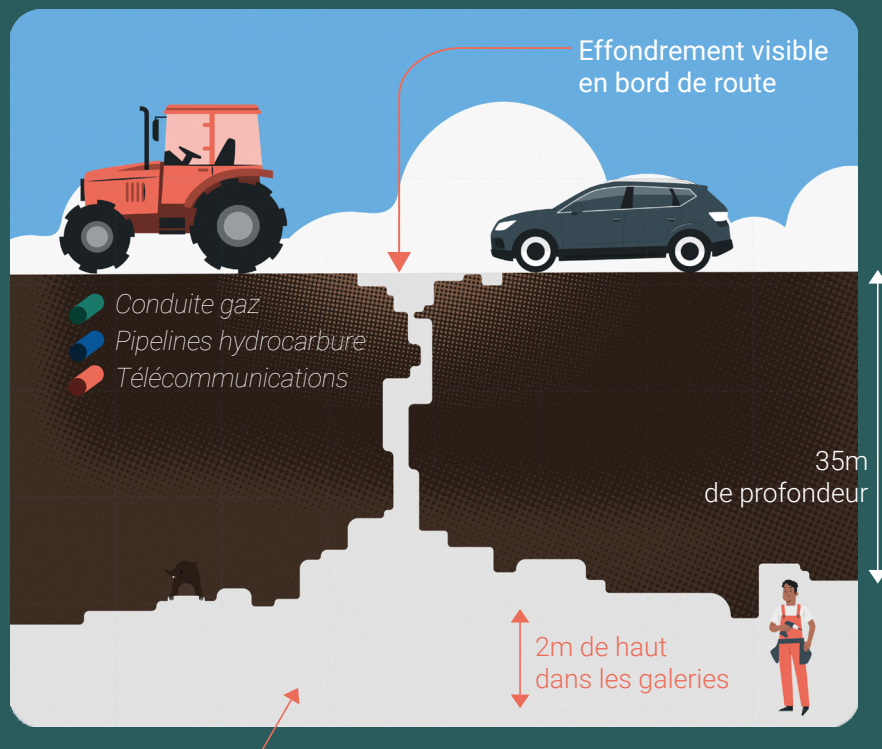 Effondrement visible
en bord de route
Conduite gaz
Pipelines hydrocarbure
Télécommunications
35m
de profondeur
2m de haut
dans les galeries